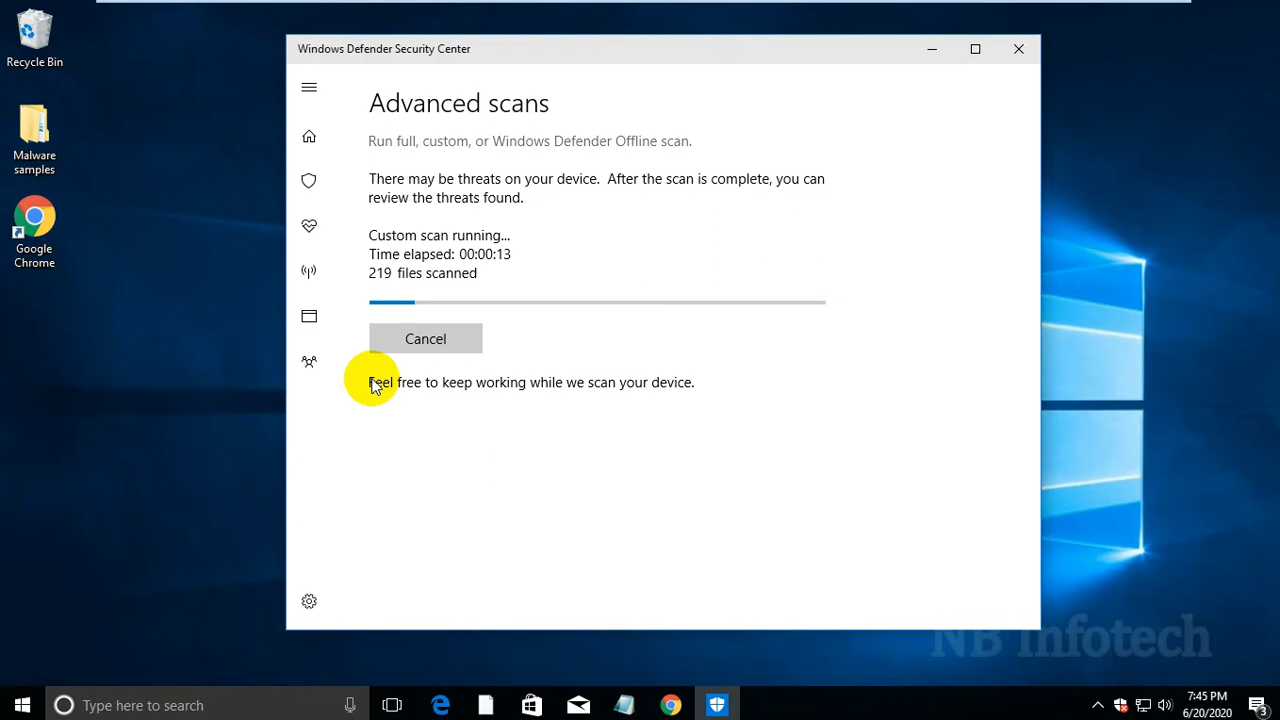 Recycle Bin
Malware
samples
Google
Chrome
Windows Defender Security Center
Advanced scans
Run full, custom, or Windows Defender Offline scan.
There may be threats on your device. After the scan is complete, you can
review the threats found.
Custom scan running...
Time elapsed: 00:00:13
219 files scanned
Cancel
Feel free to keep working while we scan your device.
NB Infotech
Type here to search
7:45 PM
6/20/2020
3